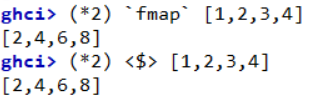 ghci> (*2) `fmap` [1,2,3,4]
[2,4,6,8]
ghci> (*2) <$> [1,2,3,4]
[2,4,6,8]